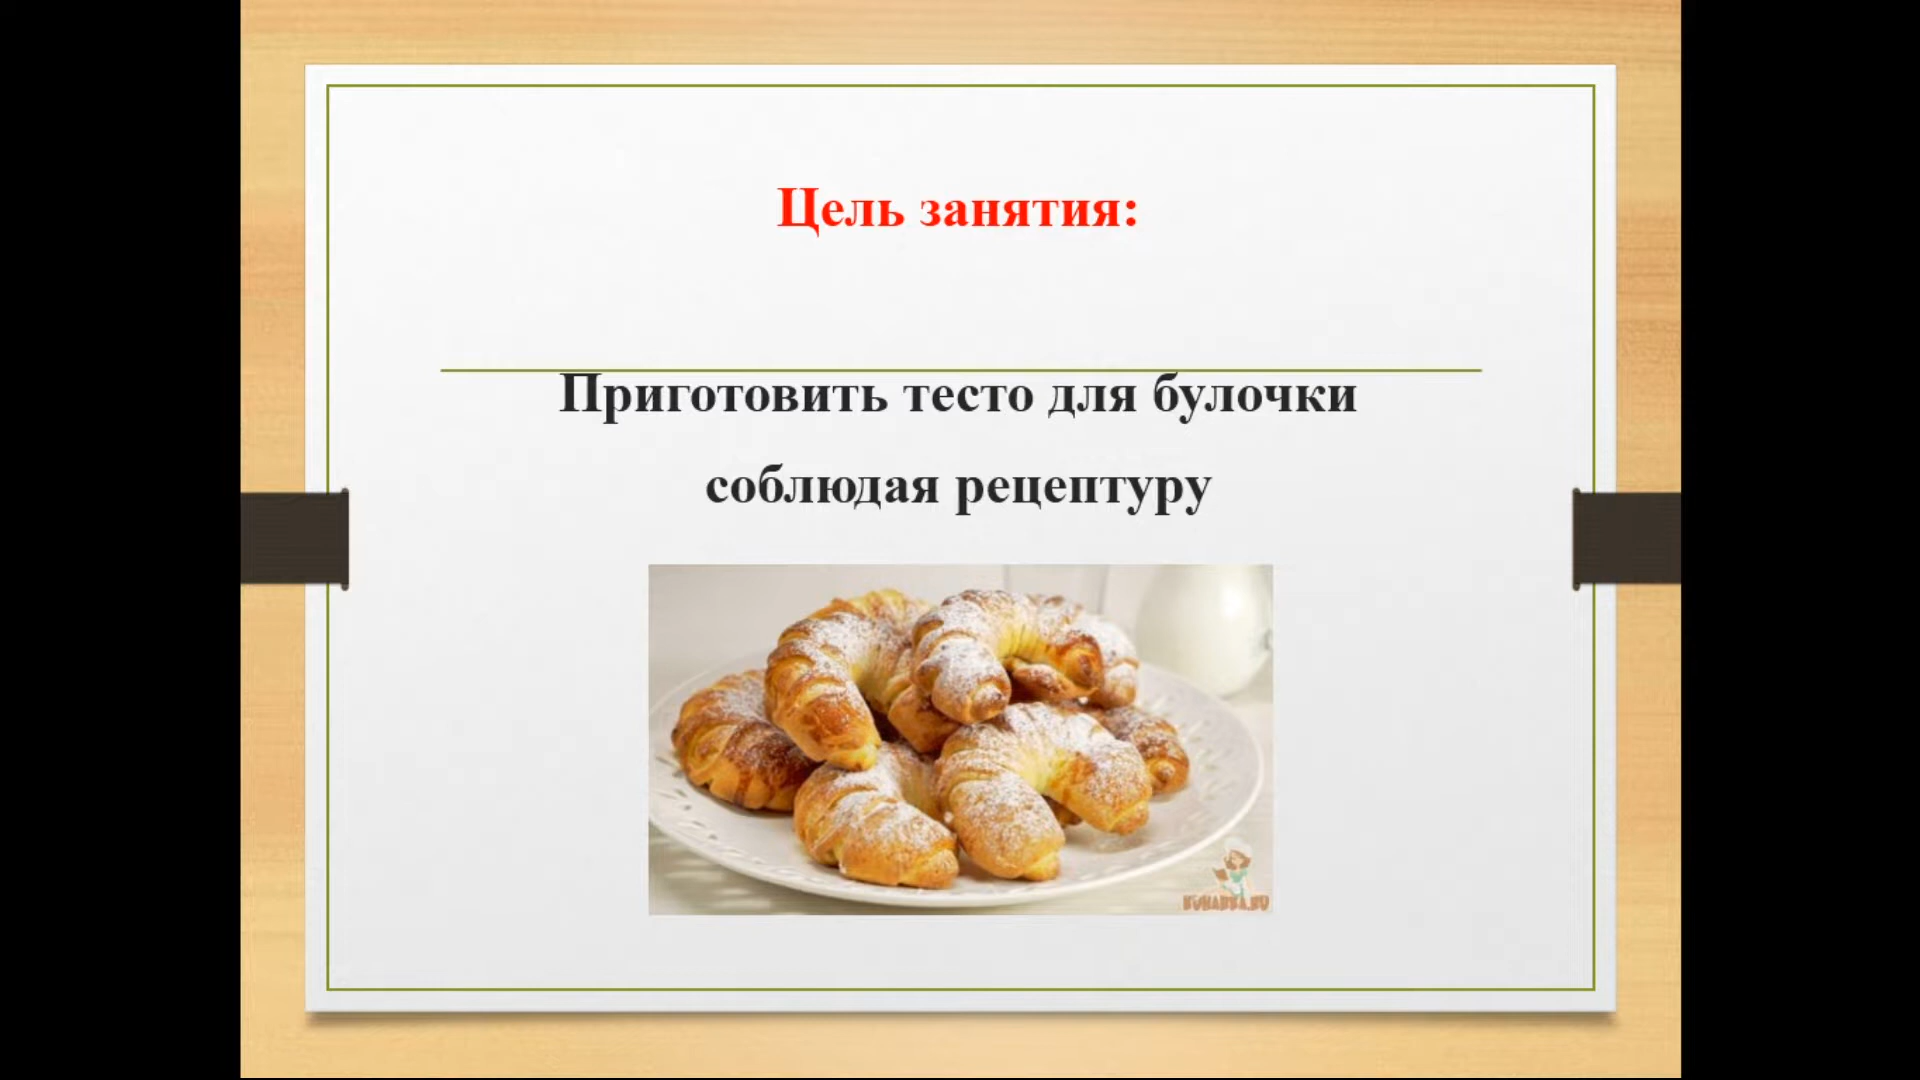 Цель занятия:
Приготовить тесто для булочки
соблюдая рецептуру